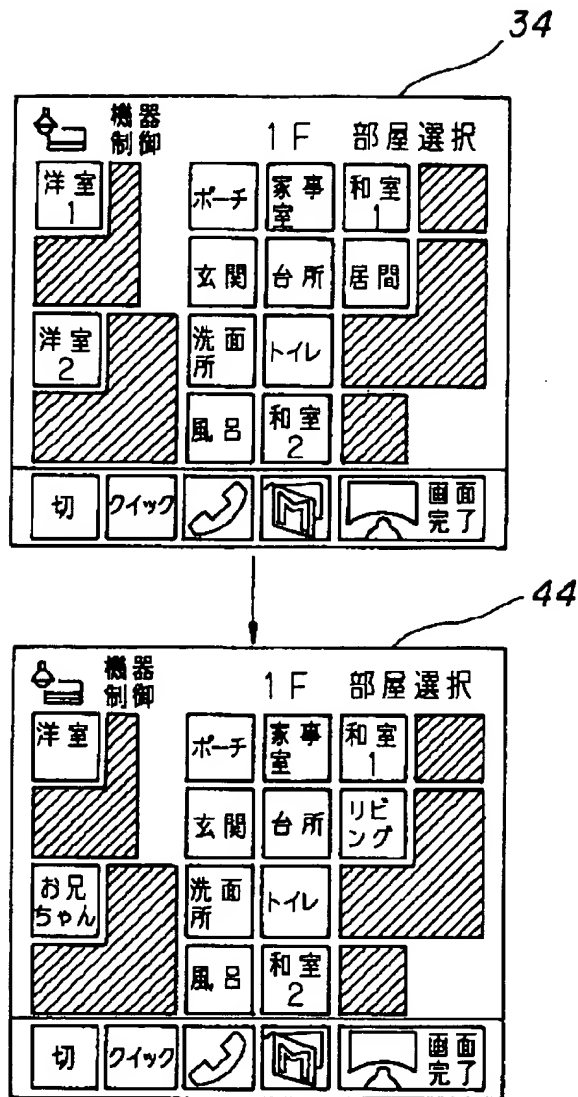 34
機器
制御
1F 部屋選択
洋室
1
ポーチ
家事
室
和室
1
玄関
台所
居間
洋室
2
洗面
所
トイレ
風呂
和室
2
切
クイック
画面
完了
44
機器
制御
1F 部屋選択
洋室
ポーチ
家事
室
和室
1
玄関
台所
リビ
ング
お兄
ちゃん
洗面
所
トイレ
風呂
和室
2
切
クイック
画面
完了